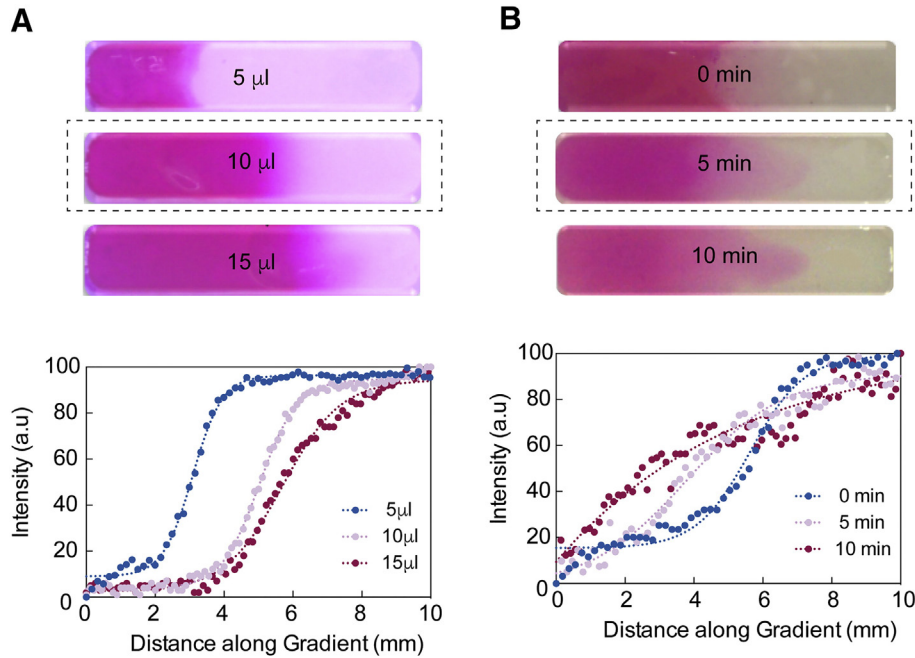 A
5 µl
10 µl
15 µl
Intensity (a.u)
100
80
60
40
20
0
0
2
4
6
8
10
5µl
10µl
15µl
Distance along Gradient (mm)
B
0 min
5 min
10 min
Intensity (a.u)
100
80
60
40
20
0
0
2
4
6
8
10
0 min
5 min
10 min
Distance along Gradient (mm)